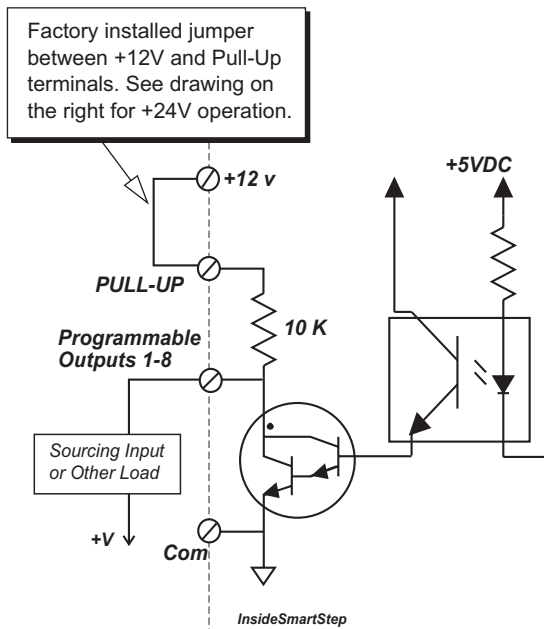 Factory installed jumper
between +12V and Pull-Up
terminals. See drawing on
the right for +24V operation.
+12 v
+5VDC
PULL-UP
10 K
Programmable
Outputs 1-8
Sourcing Input
or Other Load
+V
Com
InsideSmartStep